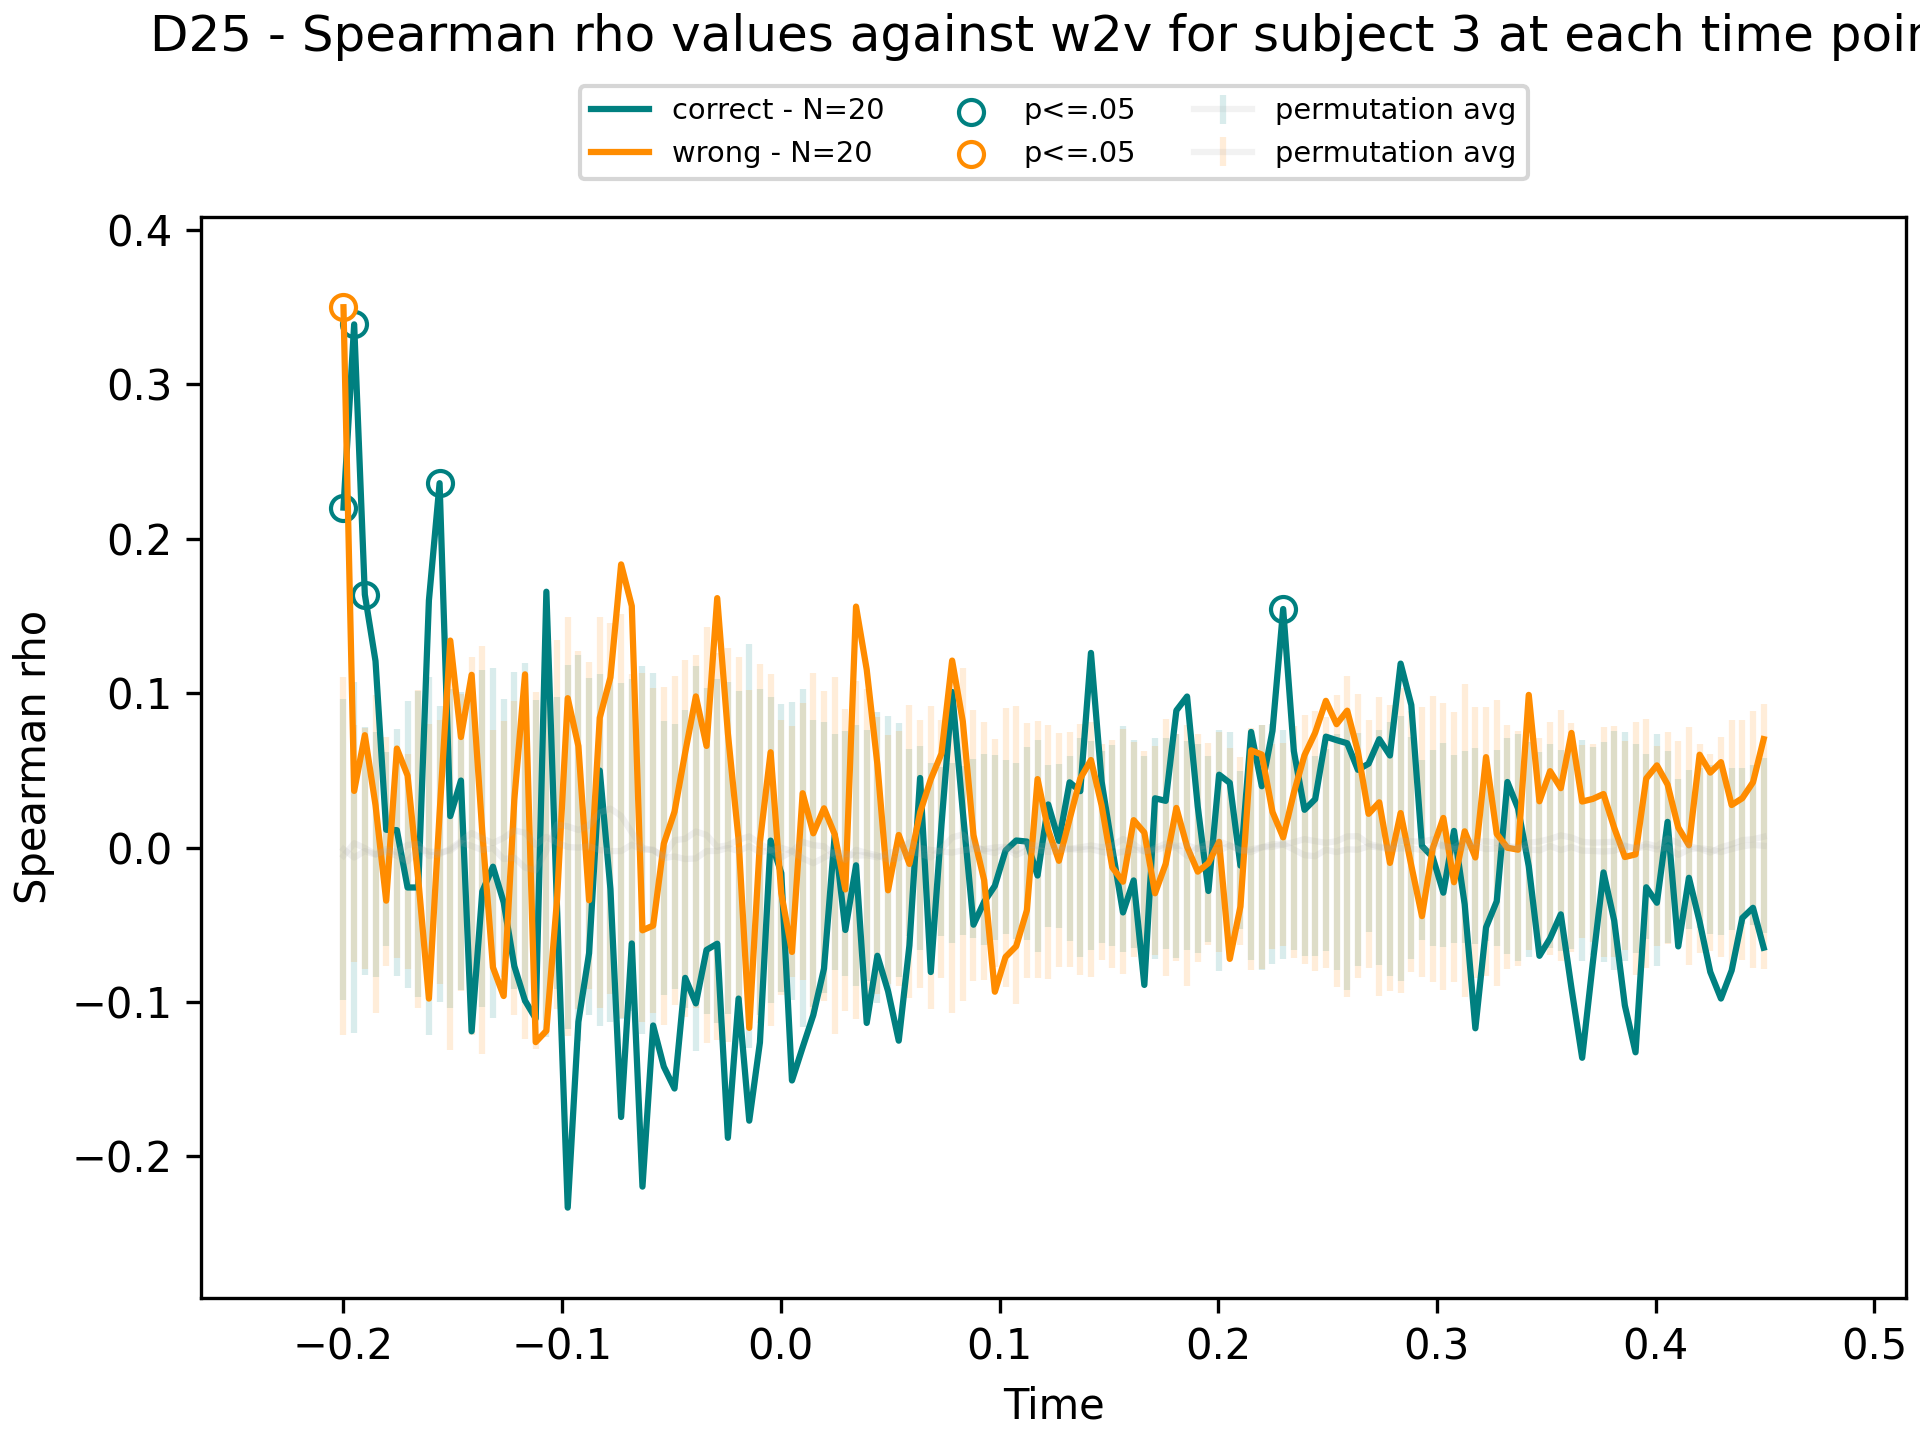 D25 - Spearman rho values against w2v for subject 3 at each time poin
correct - N=20
wrong - N=20
p<=.05
p<=.05
permutation avg
permutation avg
0.4
0.3
0.2
0.1
0.0
−0.1
−0.2
Spearman rho
−0.2 −0.1 0.0 0.1 0.2 0.3 0.4 0.5
Time